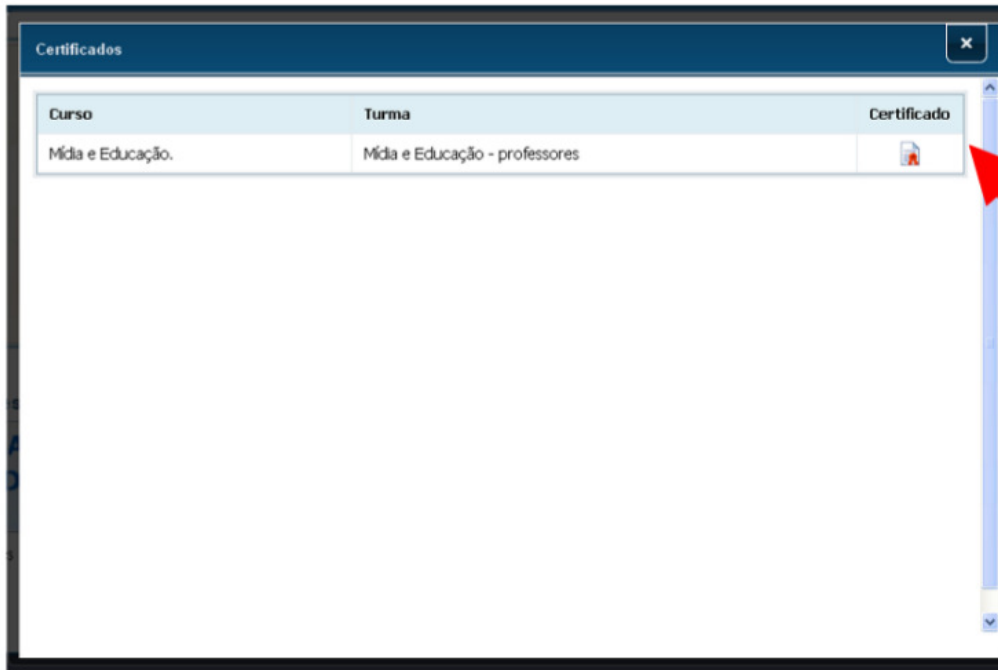 Certificados
Curso Turma Certificado
Mídia e Educação. Mídia e Educação - professores